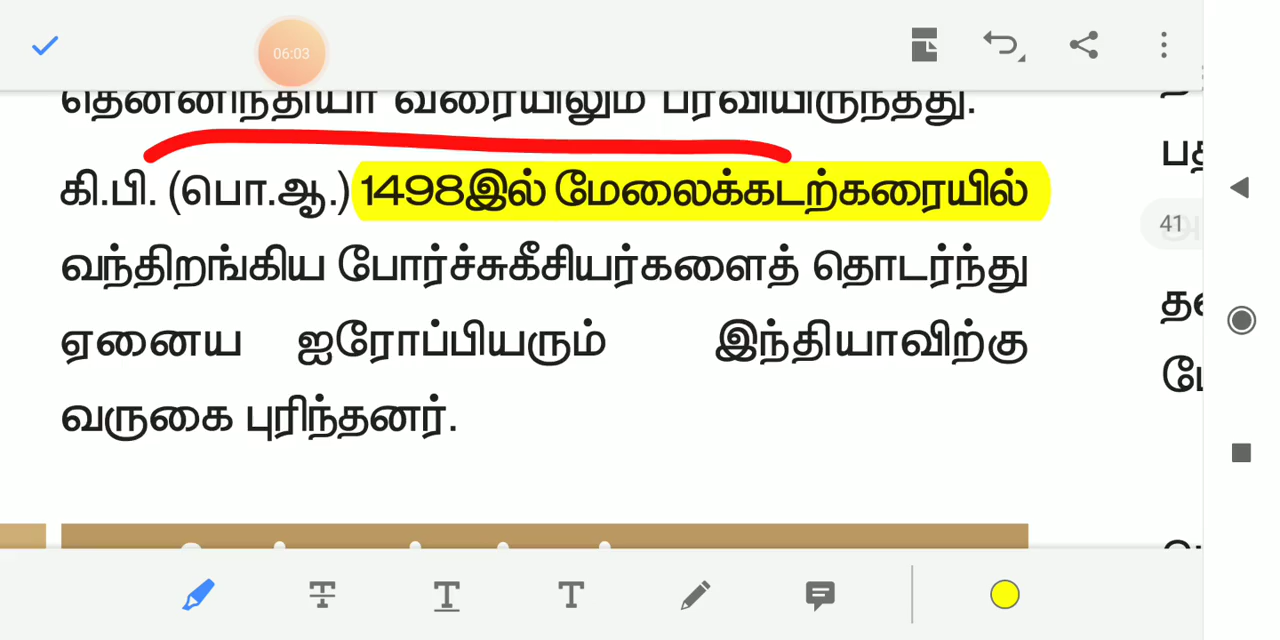 06:03
தென்னிந்தியா வரையிலும் பரவியிருந்தது.
கி.பி. (பொ.ஆ.) 1498இல் மேலைக்கடற்கரையில்
வந்திறங்கிய போர்ச்சுகீசியர்களைத் தொடர்ந்து
ஏனைய ஐரோப்பியரும் இந்தியாவிற்கு
வருகை புரிந்தனர்.
41